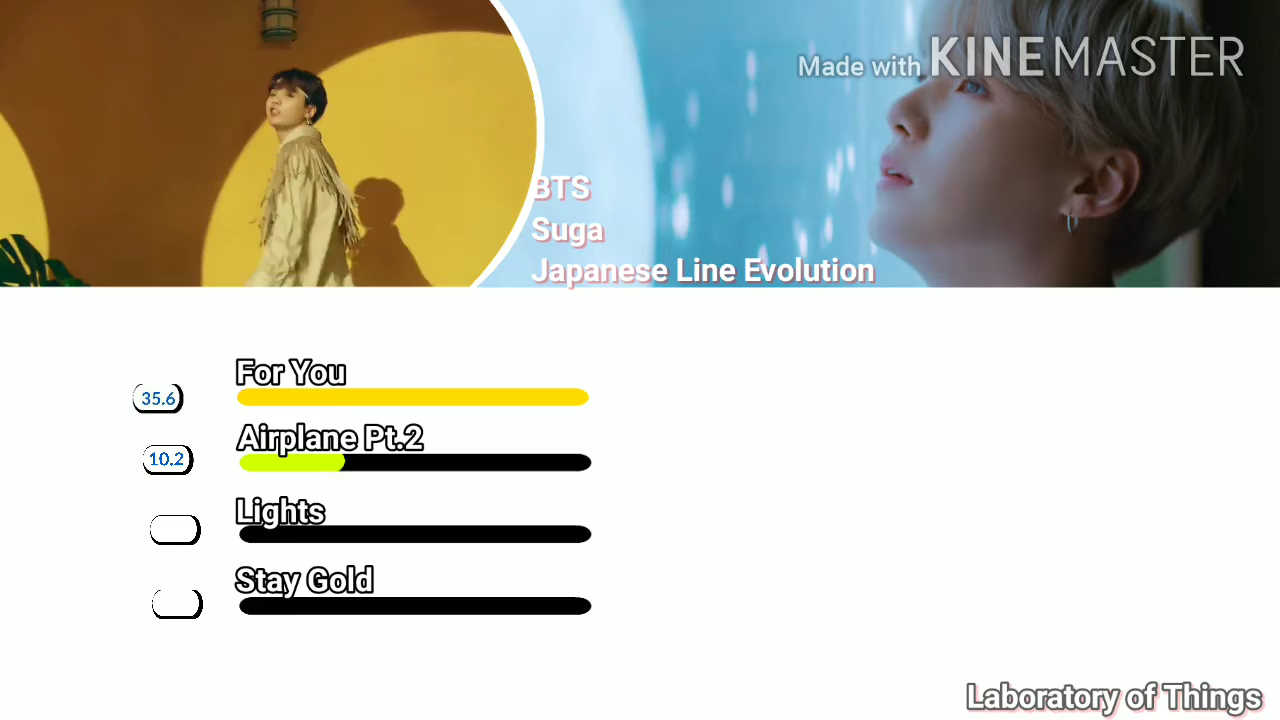 Made with KINEMASTER
BTS
Suga
Japanese Line Evolution
For You
35.6
Airplane Pt.2
10.2
Lights
Stay Gold
Laboratory of Things